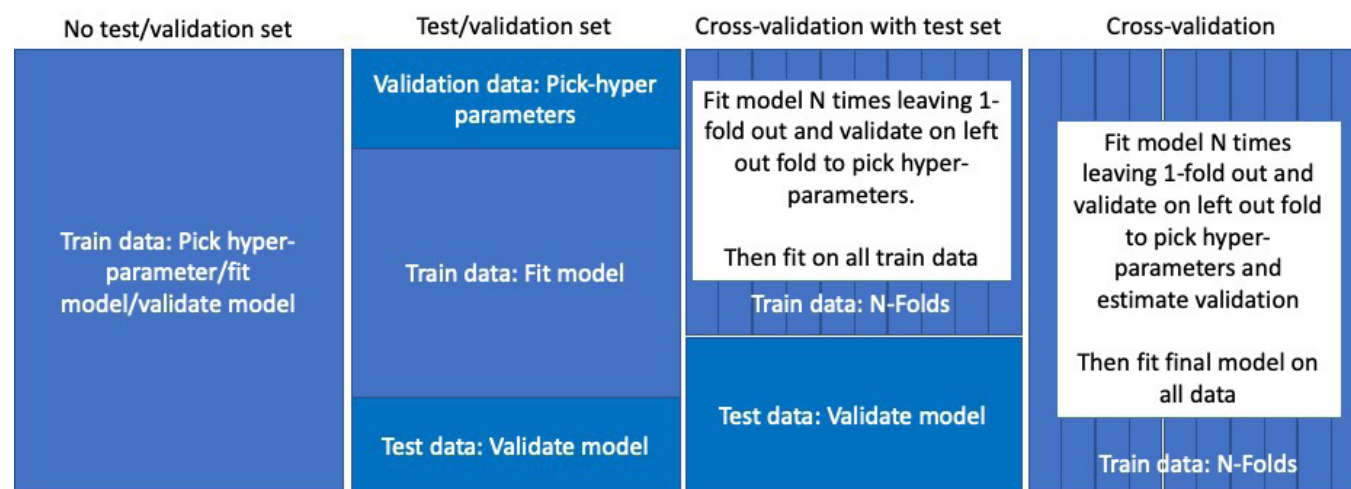 No test/validation set
Train data: Pick hyper-
parameter/fit
model/validate model
Test/validation set
Validation data: Pick-hyper
parameters
Train data: Fit model
Test data: Validate model
Cross-validation with test set
Fit model N times leaving 1-
fold out and validate on left
out fold to pick hyper-
parameters.
Then fit on all train data
Train data: N-Folds
Test data: Validate model
Cross-validation
Fit model N times
leaving 1-fold out and
validate on left out fold
to pick hyper-
parameters and
estimate validation
Then fit final model on
all data
Train data: N-Folds